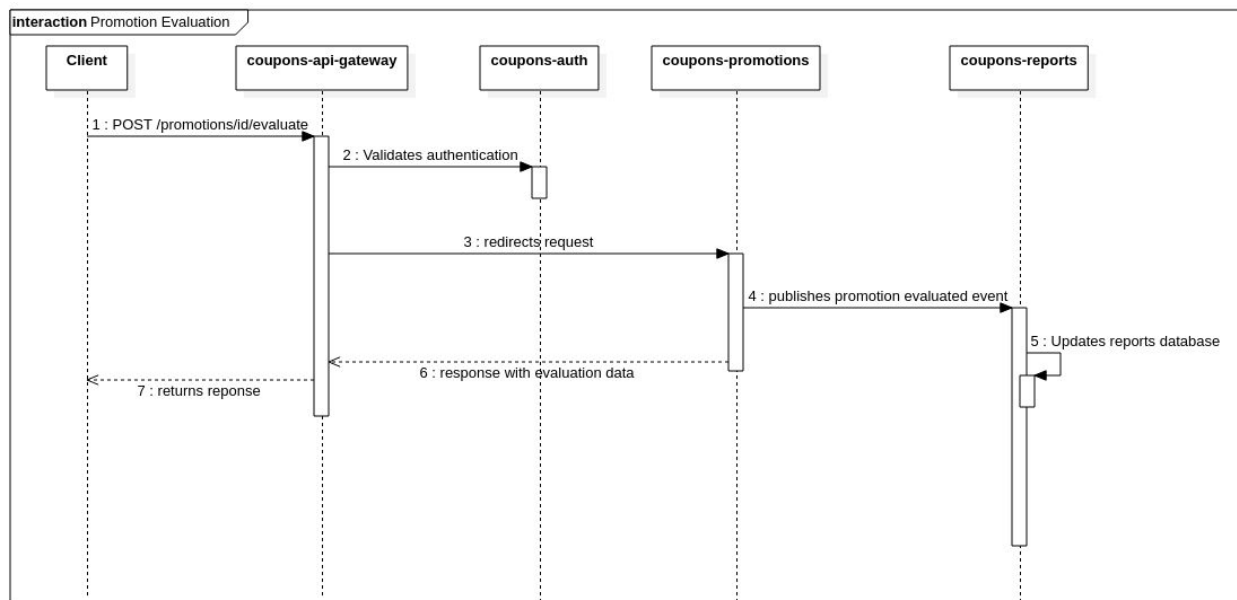 interaction Promotion Evaluation
Client
coupons-api-gateway
coupons-auth
coupons-promotions
coupons-reports
1 : POST /promotions/id/evaluate
2 : Validates authentication
3 : redirects request
4 : publishes promotion evaluated event
5 : Updates reports database
6 : response with evaluation data
7 : returns reponse